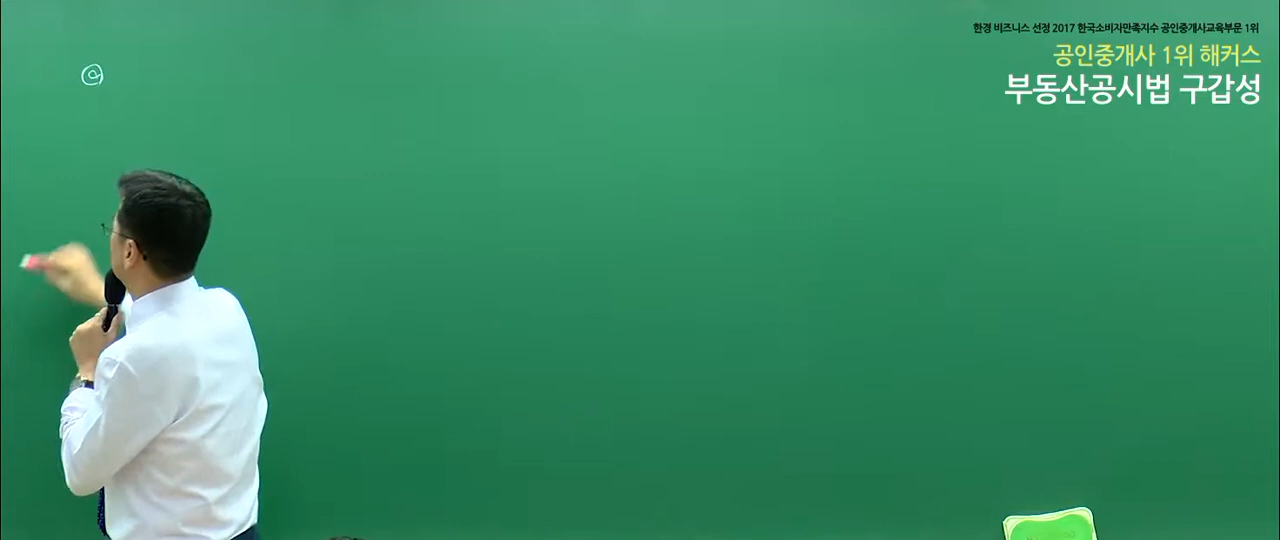 한경 비즈니스 선정 2017 한국소비자만족지수 공인중개사교육부문 1위
공인중개사 1위 해커스
부동산공시법 구갑성
@